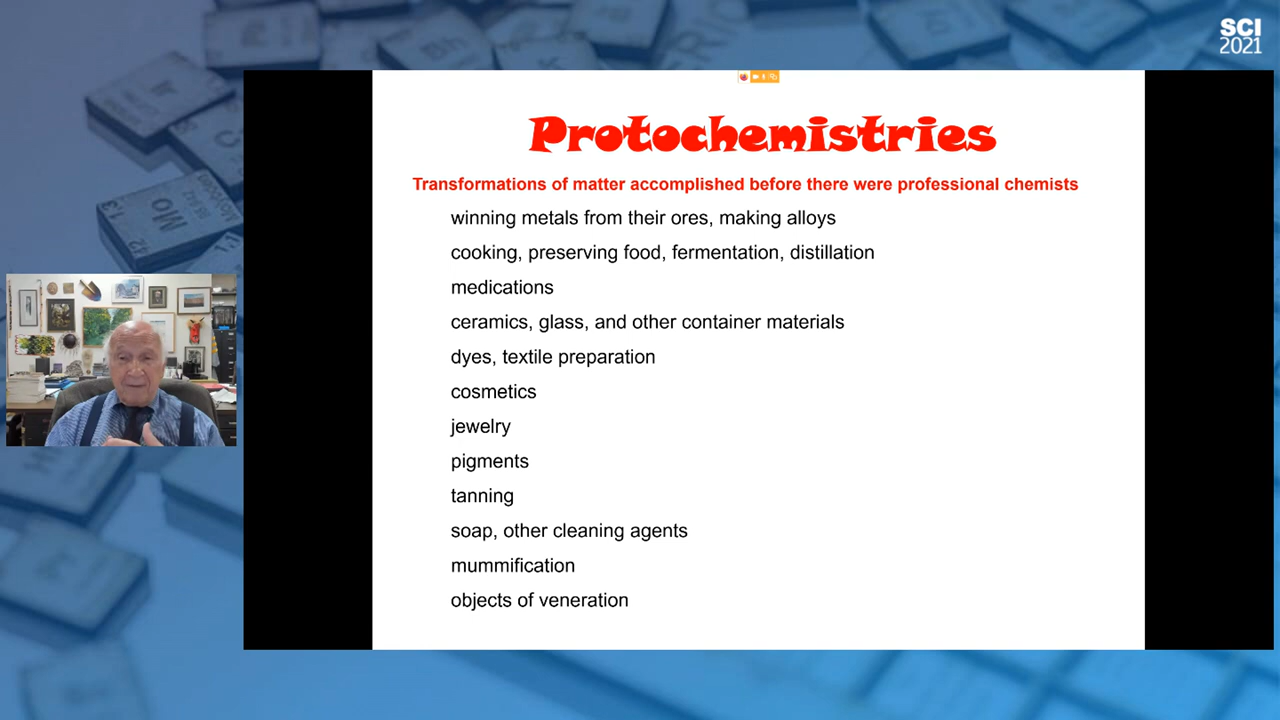 SCI
2021
Protochemistries
Transformations of matter accomplished before there were professional chemists
winning metals from their ores, making alloys
cooking, preserving food, fermentation, distillation
medications
ceramics, glass, and other container materials
dyes, textile preparation
cosmetics
jewelry
pigments
tanning
soap, other cleaning agents
mummification
objects of veneration
Mo
42